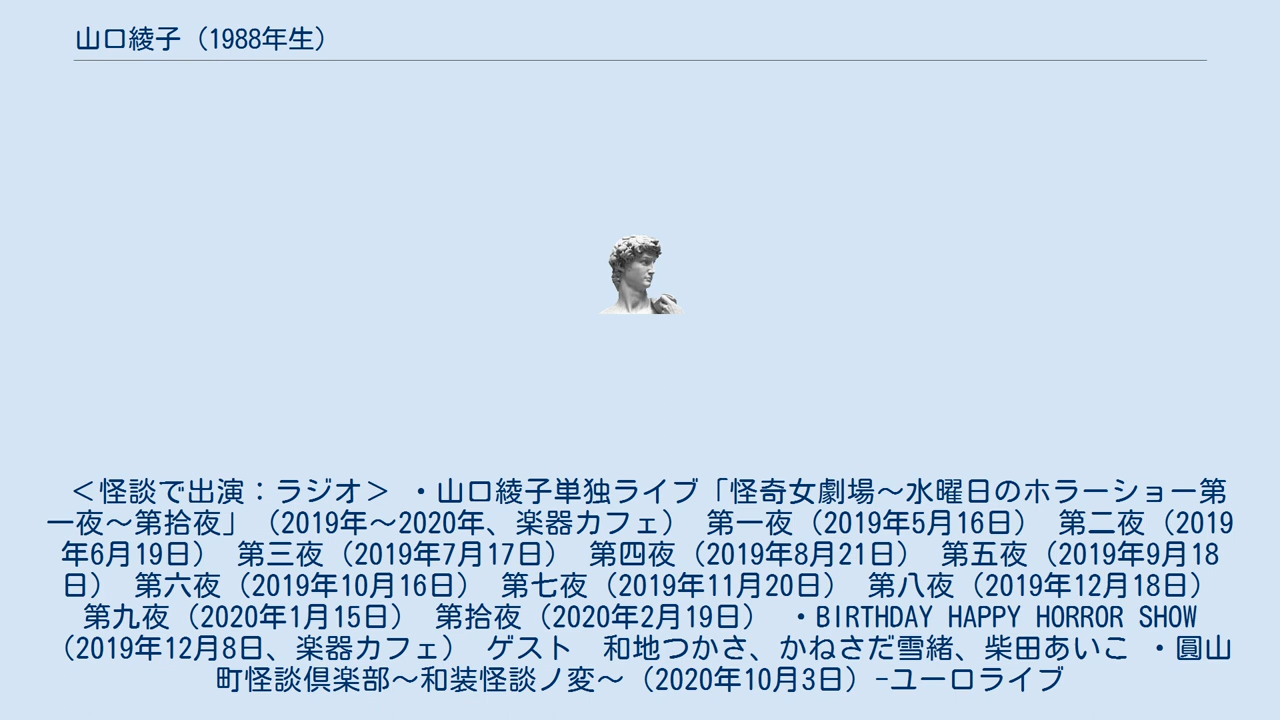 山口綾子（1988年生）
＜怪談で出演：ラジオ＞　・山口綾子単独ライブ「怪奇女劇場～水曜日のホラーショー第
一夜～第拾夜」（2019年～2020年、楽器カフェ）　第一夜（2019年5月16日）　第二夜（2019
年6月19日）　第三夜（2019年7月17日）　第四夜（2019年8月21日）　第五夜（2019年9月18
日）　第六夜（2019年10月16日）　第七夜（2019年11月20日）　第八夜（2019年12月18日）
第九夜（2020年1月15日）　第拾夜（2020年2月19日）　・BIRTHDAY HAPPY HORROR SHOW
（2019年12月8日、楽器カフェ）　ゲスト　和地つかさ、かねさだ雪緒、柴田あいこ ・圓山
町怪談倶楽部～和装怪談ノ変～（2020年10月3日）-ユーロライブ